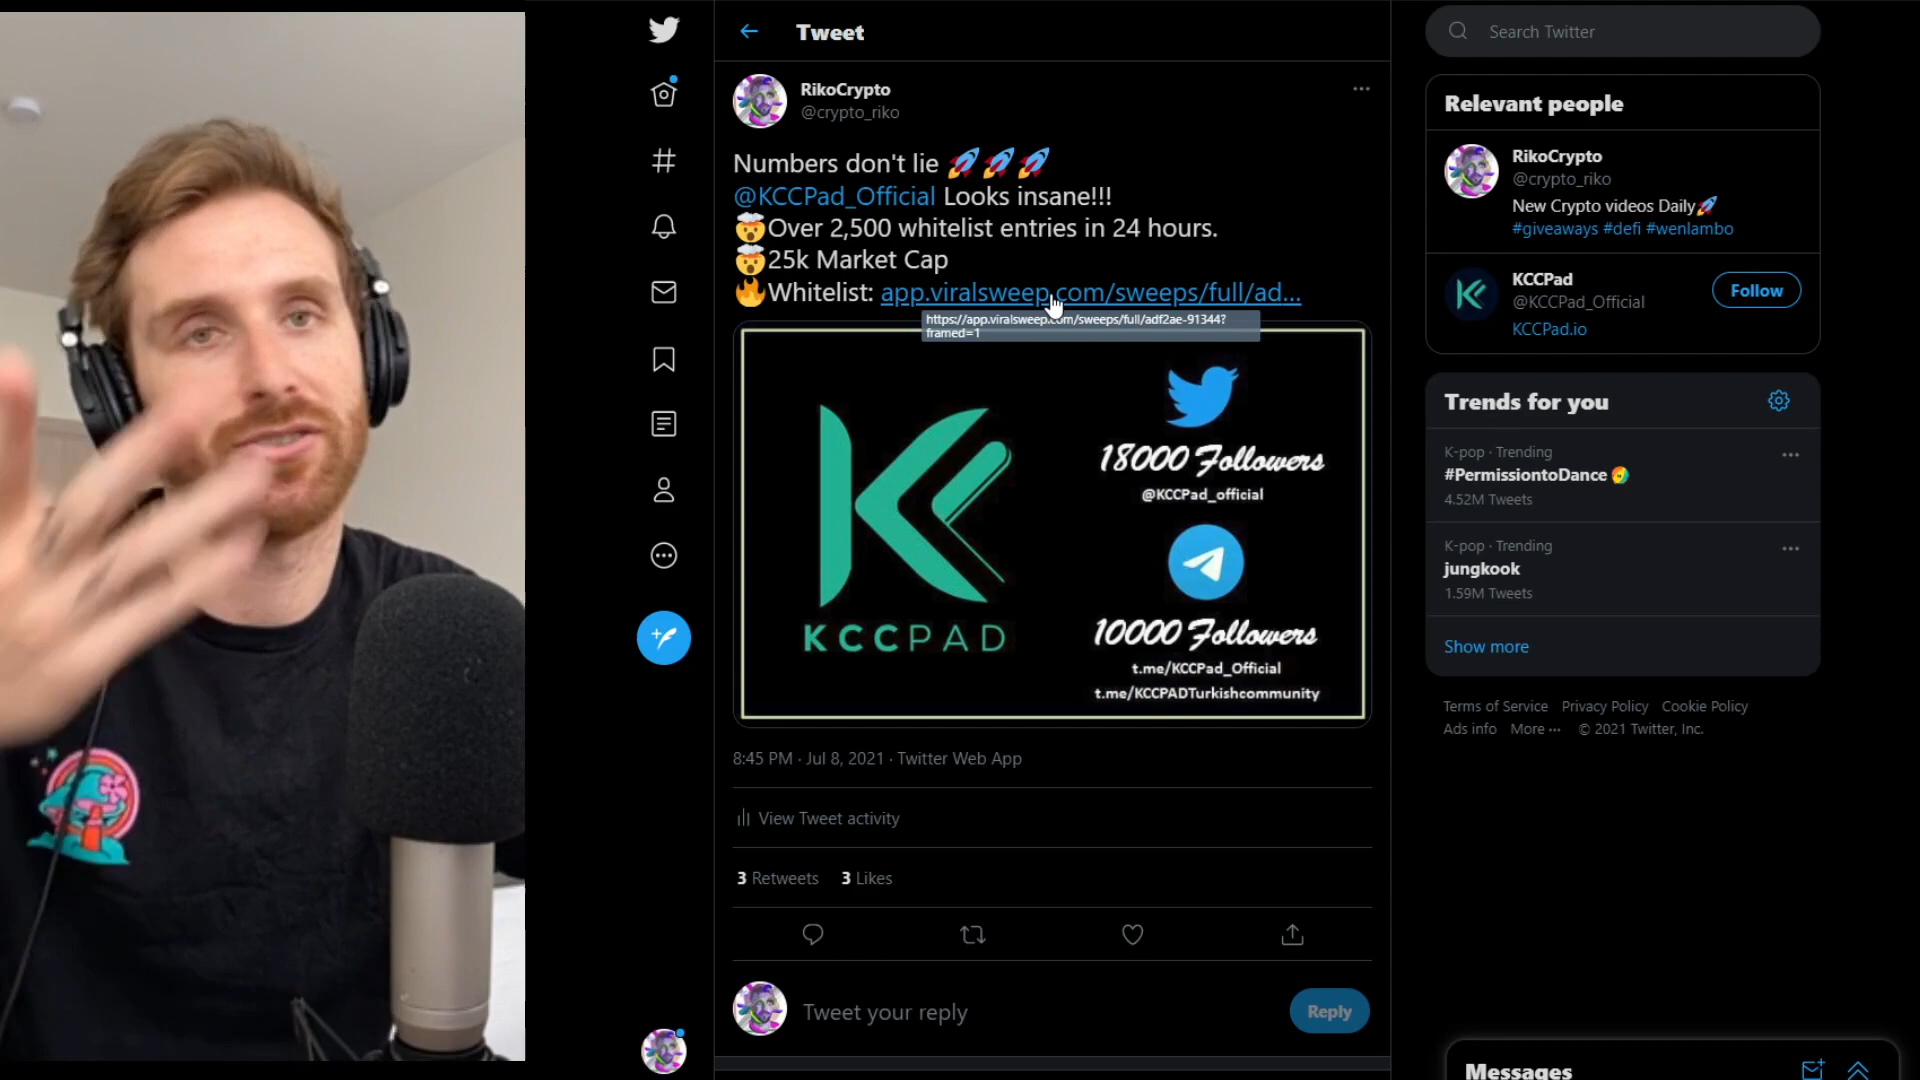 Tweet
RikoCrypto
@crypto_riko
Numbers don't lie 🚀🚀🚀
@KCCPad_Official Looks insane!!!
🤯Over 2,500 whitelist entries in 24 hours.
🤯25k Market Cap
🔥Whitelist: app.viralsweep.com/sweeps/full/ad...
https://app.viralsweep.com/sweeps/full/adf2ae-91344?
framed=1
KCCPAD
18000 Followers
@KCCPad_official
10000 Followers
t.me/KCCPad_Official
t.me/KCCPADTurkishcommunity
8:45 PM · Jul 8, 2021 · Twitter Web App
View Tweet activity
3 Retweets 3 Likes
Tweet your reply
Reply
Search Twitter
Relevant people
RikoCrypto
@crypto_riko
New Crypto videos Daily🚀
#giveaways #defi #wenlambo
KCCPad
@KCCPad_Official
Follow
KCCPad.io
Trends for you
K-pop · Trending
#PermissiontoDance
4.52M Tweets
K-pop · Trending
jungkook
1.59M Tweets
Show more
Terms of Service Privacy Policy Cookie Policy
Ads info More ··· © 2021 Twitter, Inc.
Messages